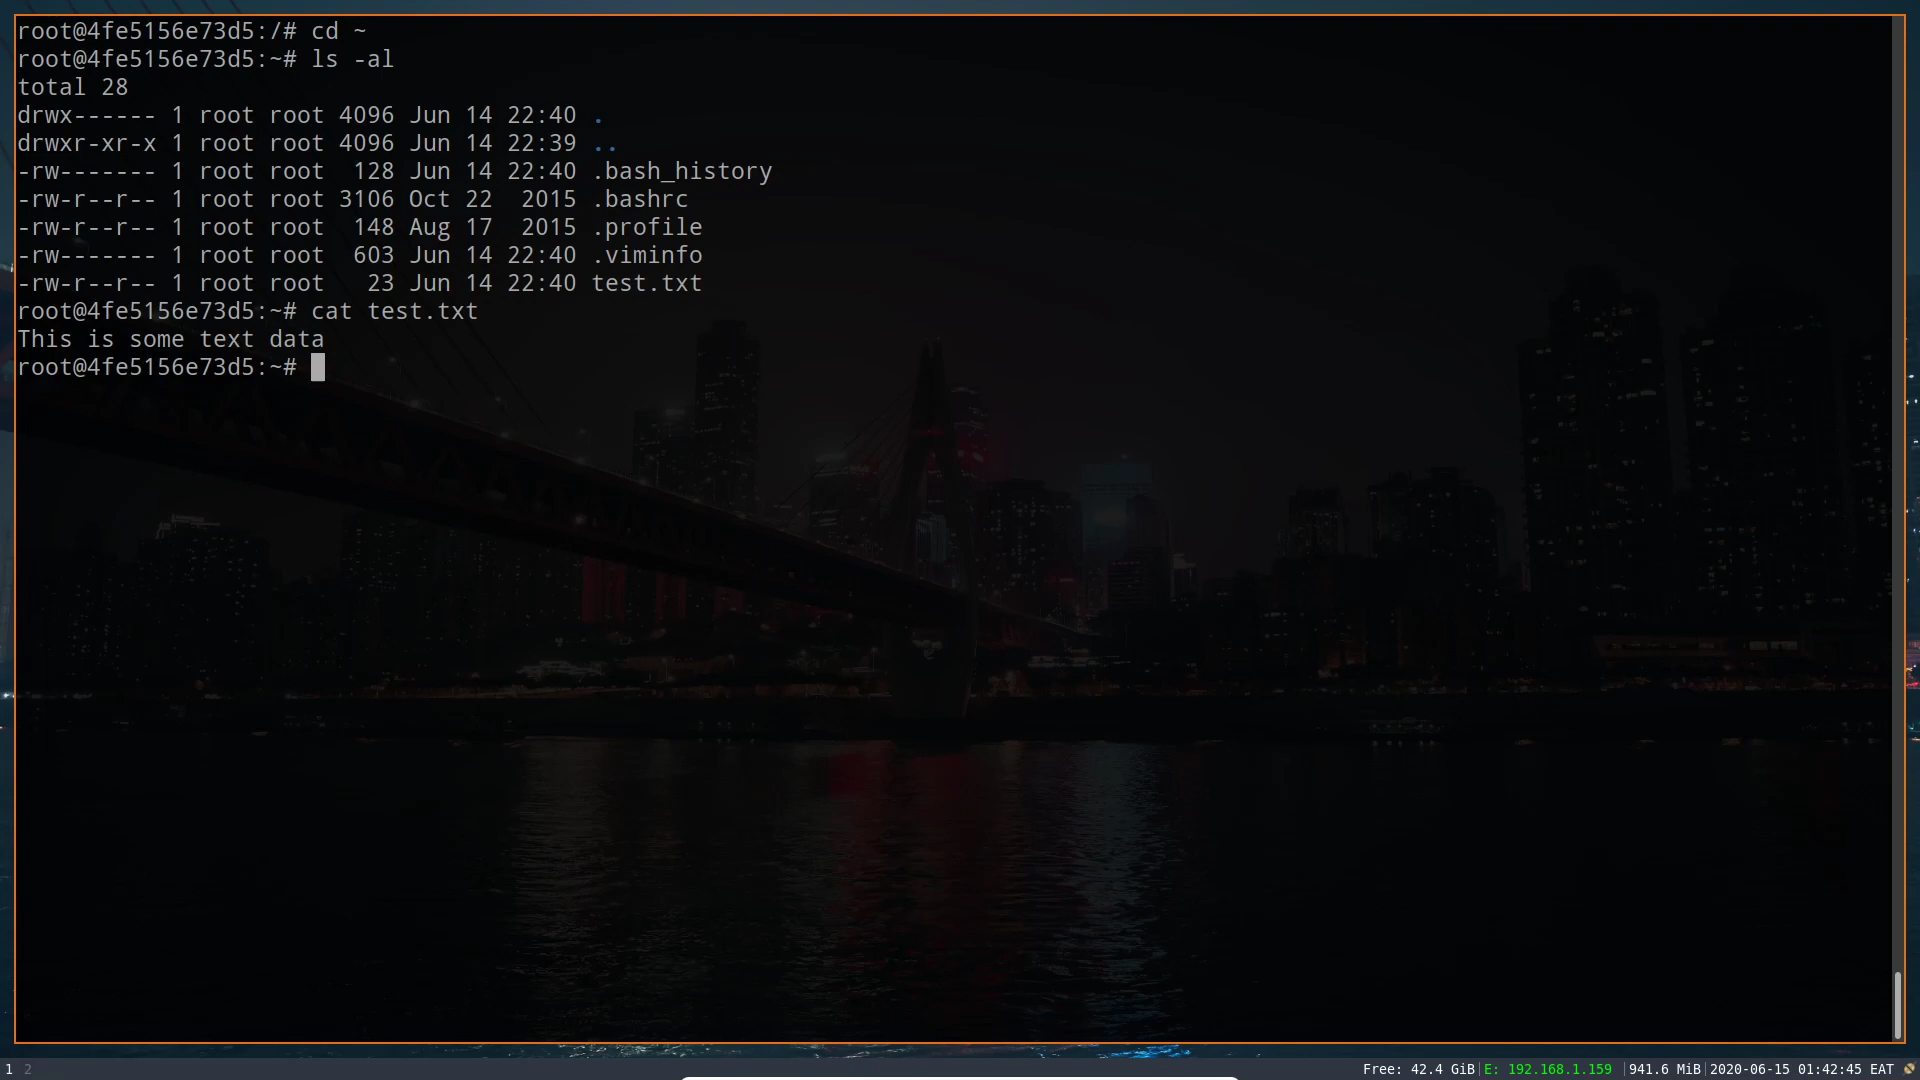 root@4fe5156e73d5:/# cd ~
root@4fe5156e73d5:~# ls -al
total 28
drwx------ 1 root root 4096 Jun 14 22:40 .
drwxr-xr-x 1 root root 4096 Jun 14 22:39 ..
-rw------- 1 root root  128 Jun 14 22:40 .bash_history
-rw-r--r-- 1 root root 3106 Oct 22  2015 .bashrc
-rw-r--r-- 1 root root  148 Aug 17  2015 .profile
-rw------- 1 root root  603 Jun 14 22:40 .viminfo
-rw-r--r-- 1 root root   23 Jun 14 22:40 test.txt
root@4fe5156e73d5:~# cat test.txt
This is some text data
root@4fe5156e73d5:~#
1 2 Free: 42.4 GiB|E: 192.168.1.159 |941.6 MiB|2020-06-15 01:42:45 EAT